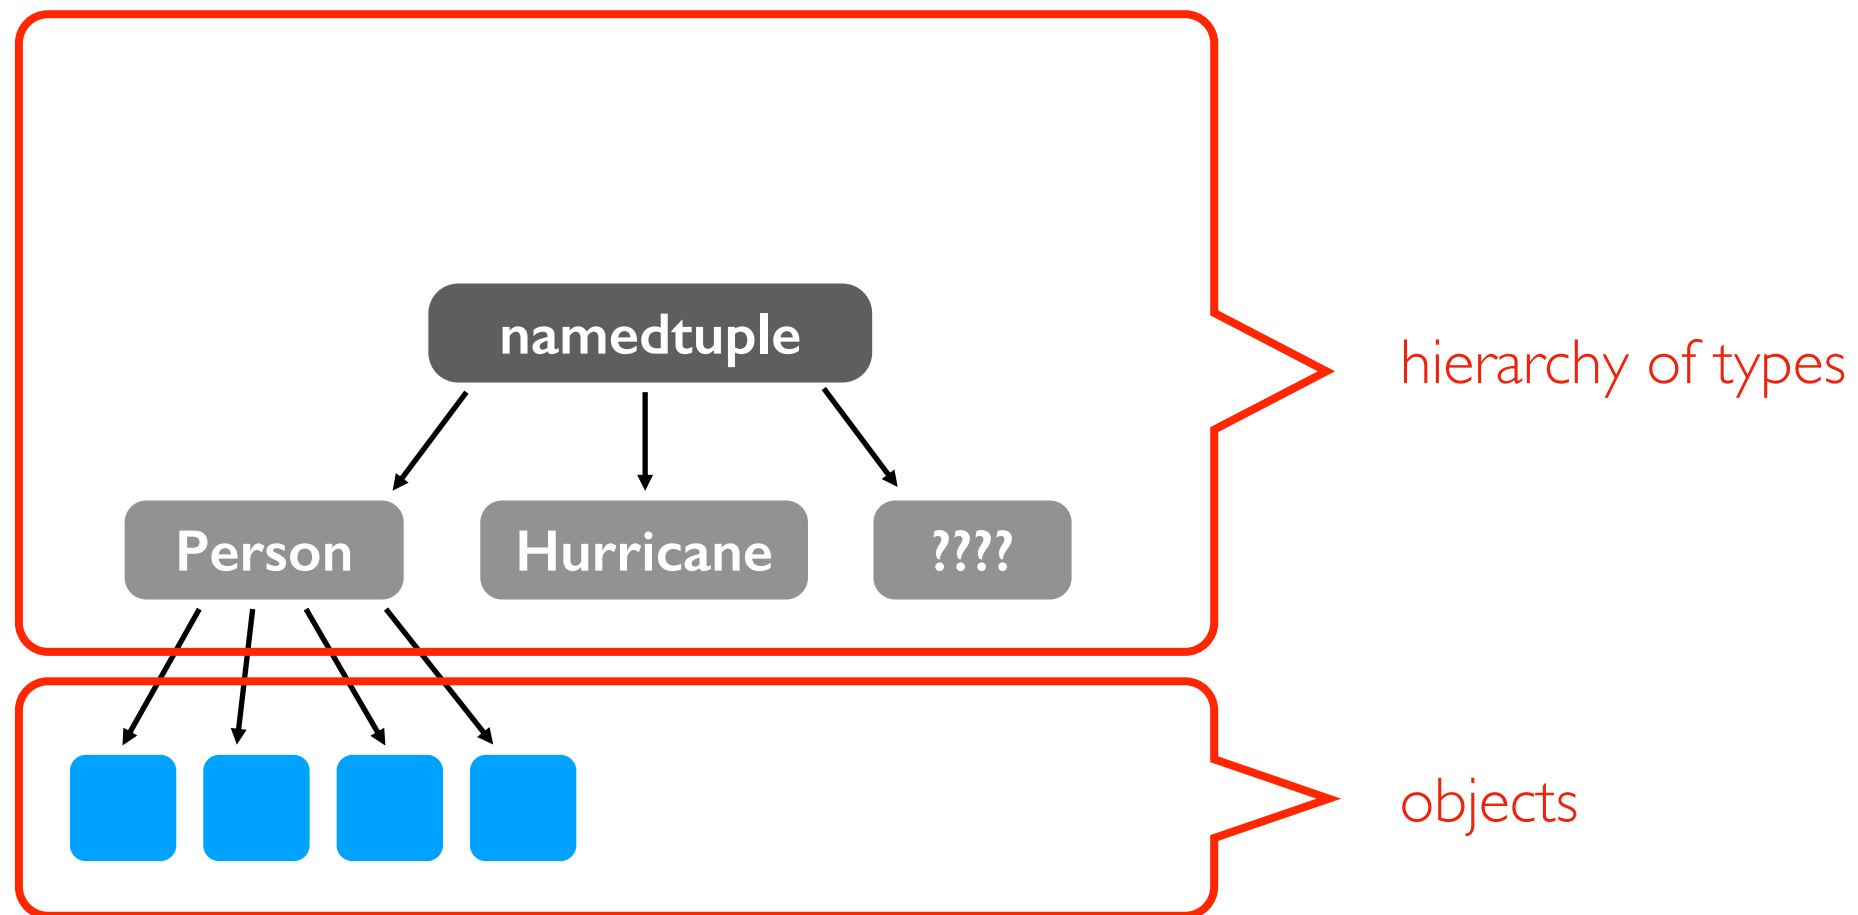 namedtuple
hierarchy of types
Person
Hurricane
????
objects